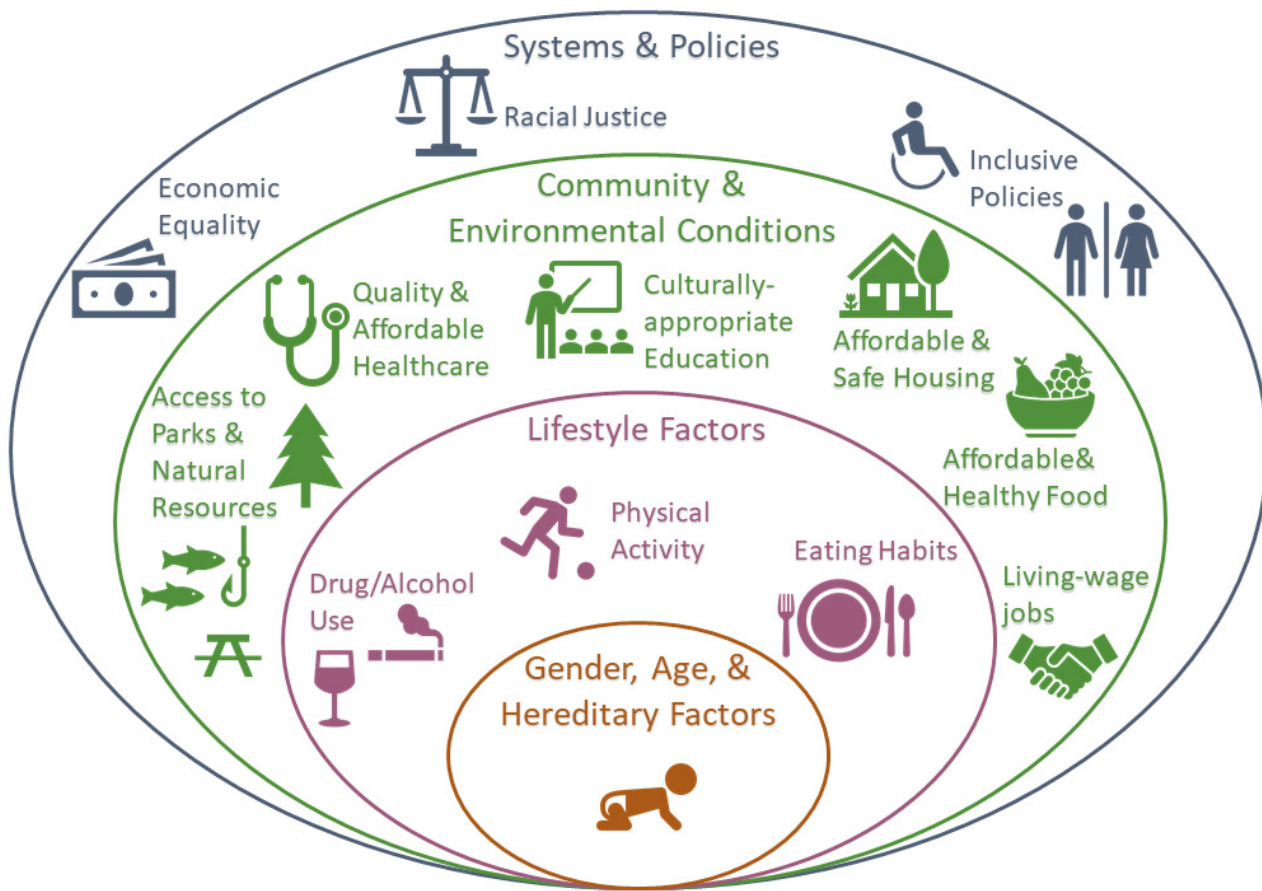 Systems & Policies
Racial Justice
Inclusive
Policies
Economic
Equality
Community &
Environmental Conditions
Quality &
Affordable
Healthcare
Culturally-
appropriate
Education
Affordable &
Safe Housing
Access to
Parks &
Natural
Resources
Affordable&
Healthy Food
Living-wage
jobs
Lifestyle Factors
Physical
Activity
Eating Habits
Drug/Alcohol
Use
Gender, Age, &
Hereditary Factors